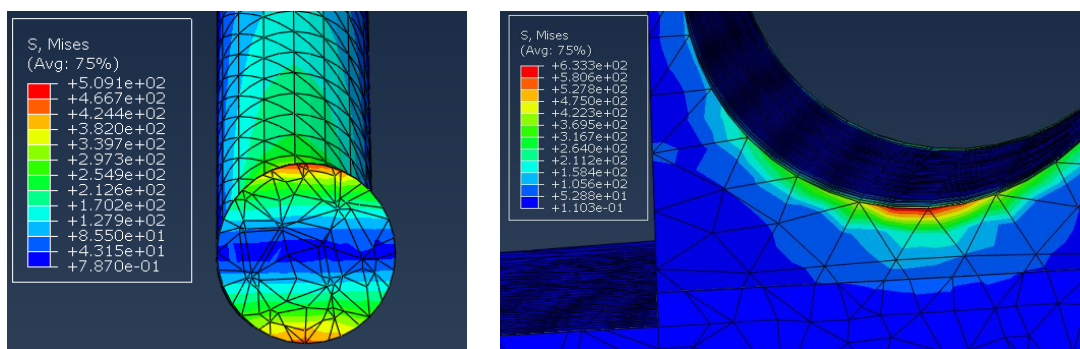 S, Mises
(Avg: 75%)
+5.091e+02
+4.667e+02
+4.244e+02
+3.820e+02
+3.397e+02
+2.973e+02
+2.549e+02
+2.126e+02
+1.702e+02
+1.279e+02
+8.550e+01
+4.315e+01
+7.870e-01
S, Mises
(Avg: 75%)
+6.333e+02
+5.806e+02
+5.278e+02
+4.750e+02
+4.223e+02
+3.695e+02
+3.167e+02
+2.640e+02
+2.112e+02
+1.584e+02
+1.056e+02
+5.288e+01
+1.103e-01